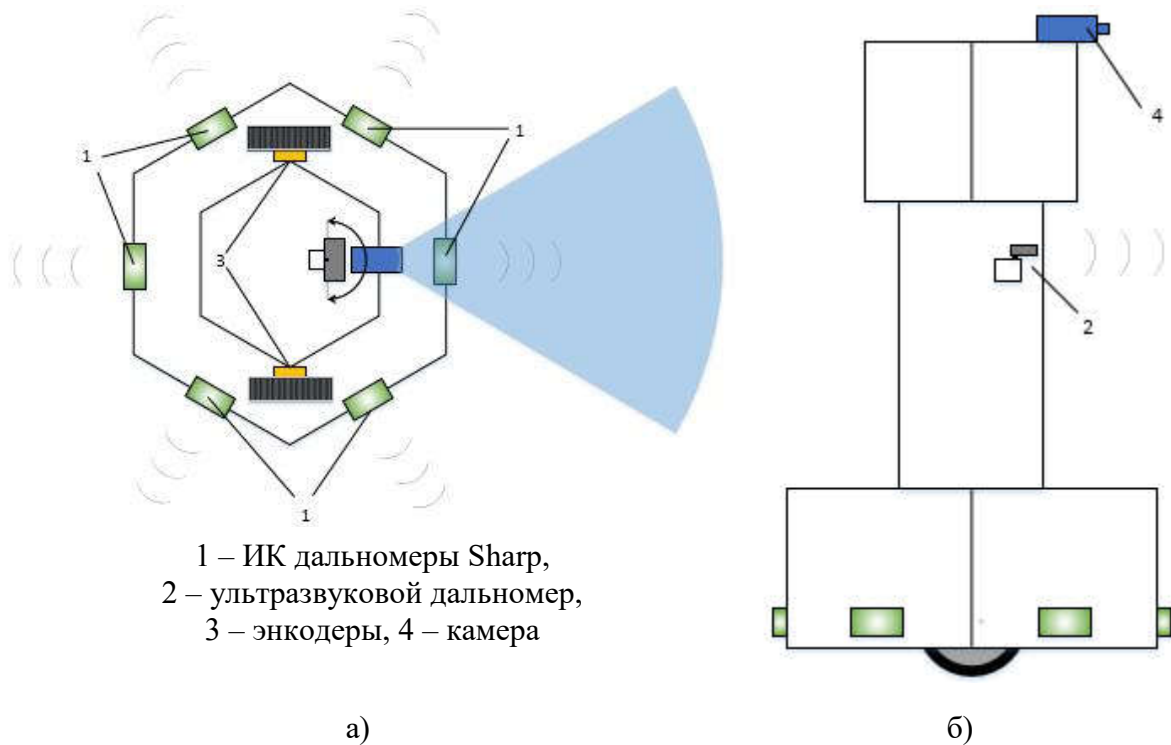 1
1
3
1
4
2
1 – ИК дальномеры Sharp,
2 – ультразвуковой дальномер,
3 – энкодеры, 4 – камера
а)
б)